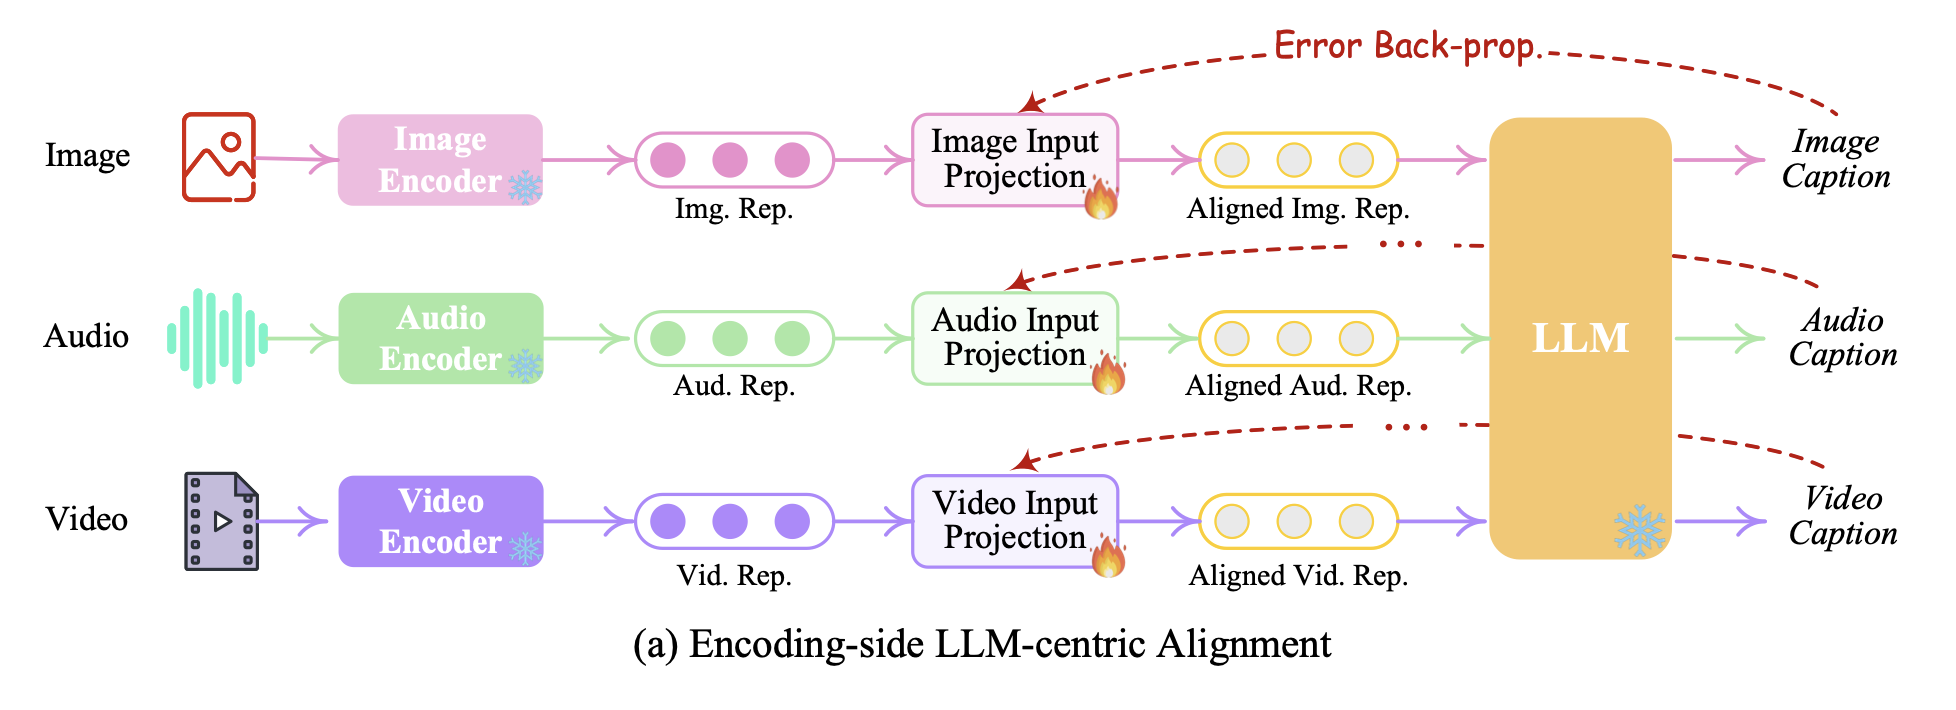 Error Back-prop.
Image
Image
Encoder
Img. Rep.
Image Input
Projection
Aligned Img. Rep.
Image
Caption
...
Audio
Audio
Encoder
Aud. Rep.
Audio Input
Projection
Aligned Aud. Rep.
LLM
Audio
Caption
...
Video
Video
Encoder
Vid. Rep.
Video Input
Projection
Aligned Vid. Rep.
Video
Caption
(a) Encoding-side LLM-centric Alignment